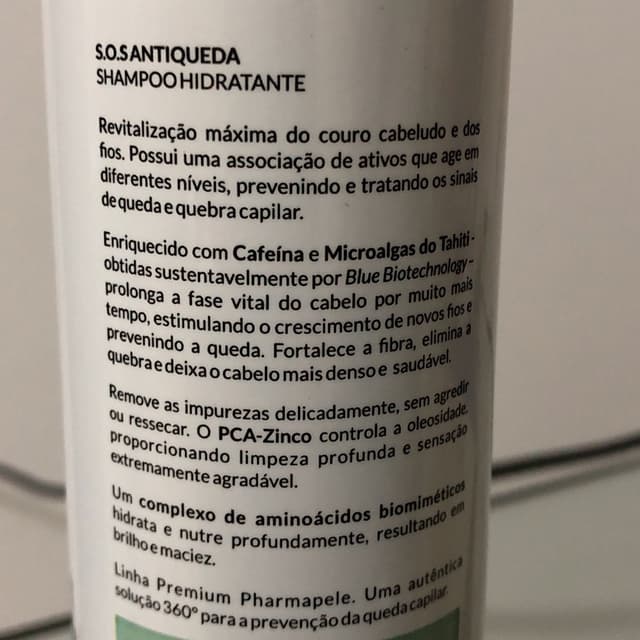 S.O.S ANTIQUEDA
SHAMPOO HIDRATANTE
Revitalização máxima do couro cabeludo e dos
fios. Possui uma associação de ativos que age em
diferentes níveis, prevenindo e tratando os sinais
de queda e quebra capilar.
Enriquecido com Cafeína e Microalgas do Tahiti -
obtidas sustentavelmente por Blue Biotechnology -
prolonga a fase vital do cabelo por muito mais
tempo, estimulando o crescimento de novos fios e
prevenindo a queda. Fortalece a fibra, elimina a
quebra e deixa o cabelo mais denso e saudável.
Remove as impurezas delicadamente, sem agredir
ou ressecar. O PCA-Zinco controla a oleosidade,
proporcionando limpeza profunda e sensação
extremamente agradável.
Um complexo de aminoácidos biomiméticos
hidrata e nutre profundamente, resultando em
brilho e maciez.
Linha Premium Pharmapele. Uma autêntica
solução 360° para a prevenção da queda capilar.